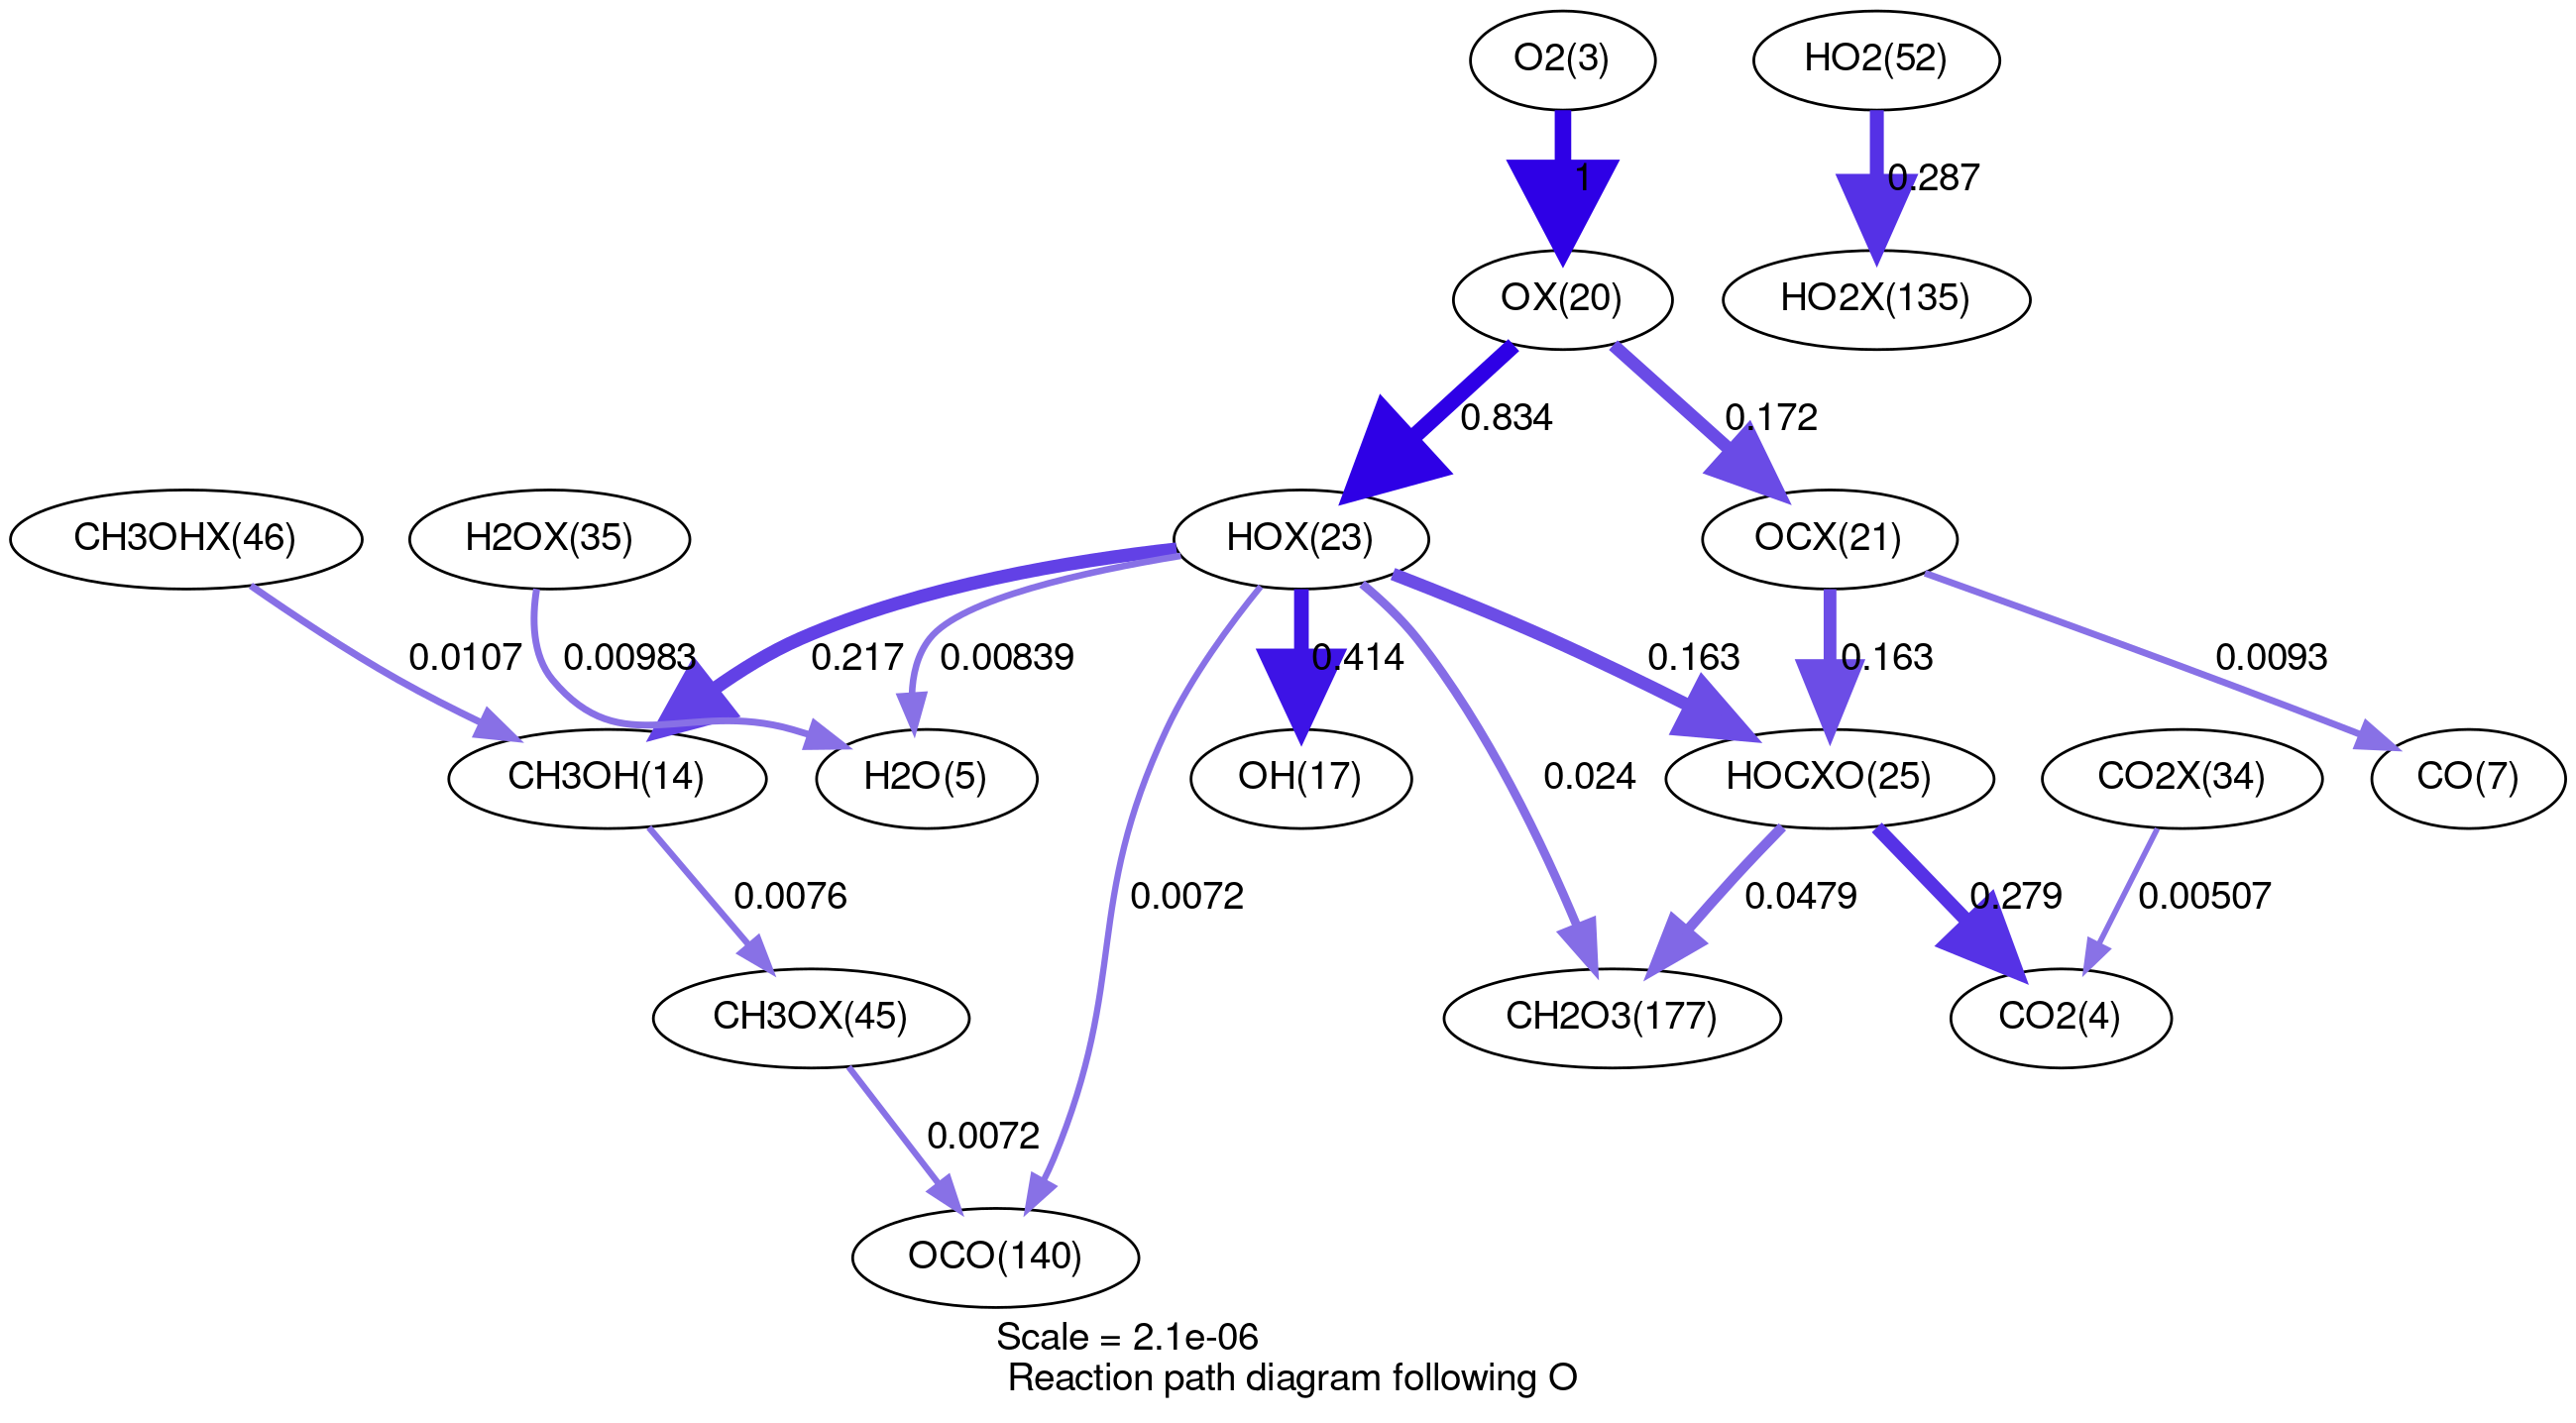 O2(3)
HO2(52)
1
0.287
OX(20)
HO2X(135)
0.834
0.172
CH3OHX(46)
H2OX(35)
HOX(23)
OCX(21)
0.0107
0.00983
0.217
0.00839
0.414
0.163
0.163
0.0093
CH3OH(14)
H2O(5)
OH(17)
0.024
HOCXO(25)
CO2X(34)
CO(7)
0.0076
0.0072
0.0479
0.279
0.00507
CH3OX(45)
CH2O3(177)
CO2(4)
0.0072
OCO(140)
Scale = 2.1e-06
Reaction path diagram following O